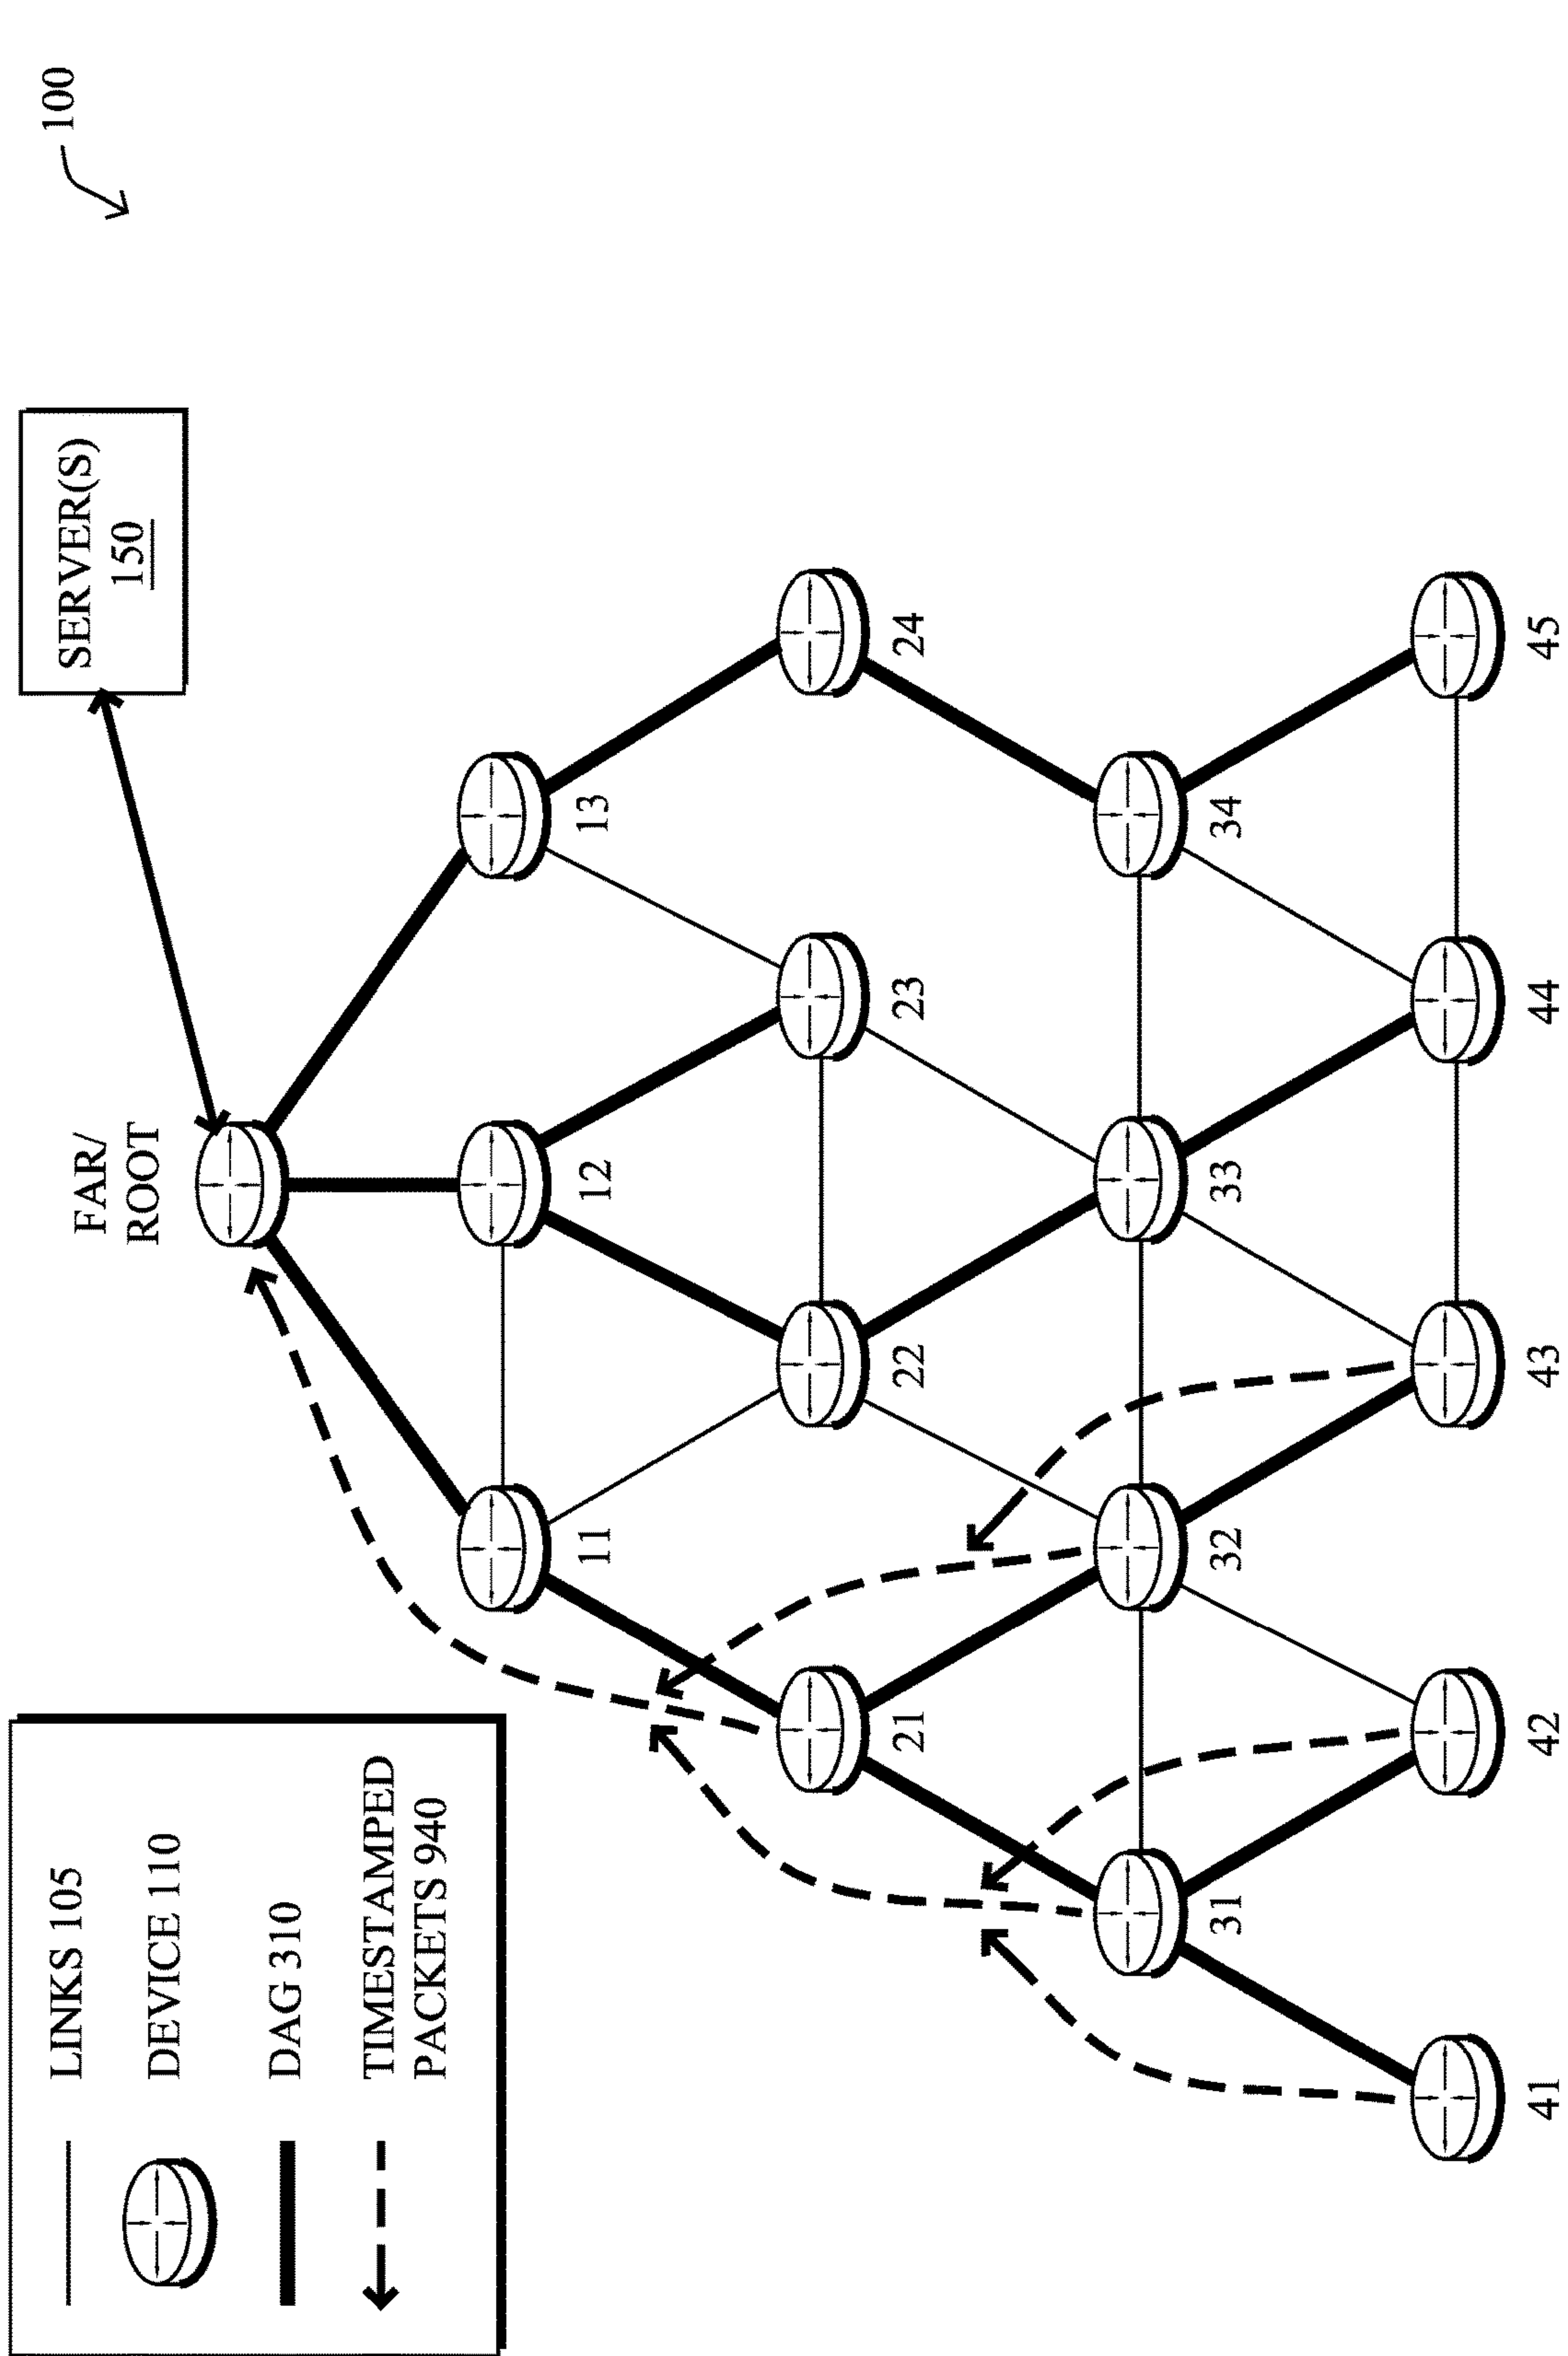 100
SERVER(S)
150
FAR/
ROOT
LINKS 105
DEVICE 110
DAG 310
TIMESTAMPED
PACKETS 940
11
12
13
21
22
23
24
31
32
33
34
41
42
43
44
45